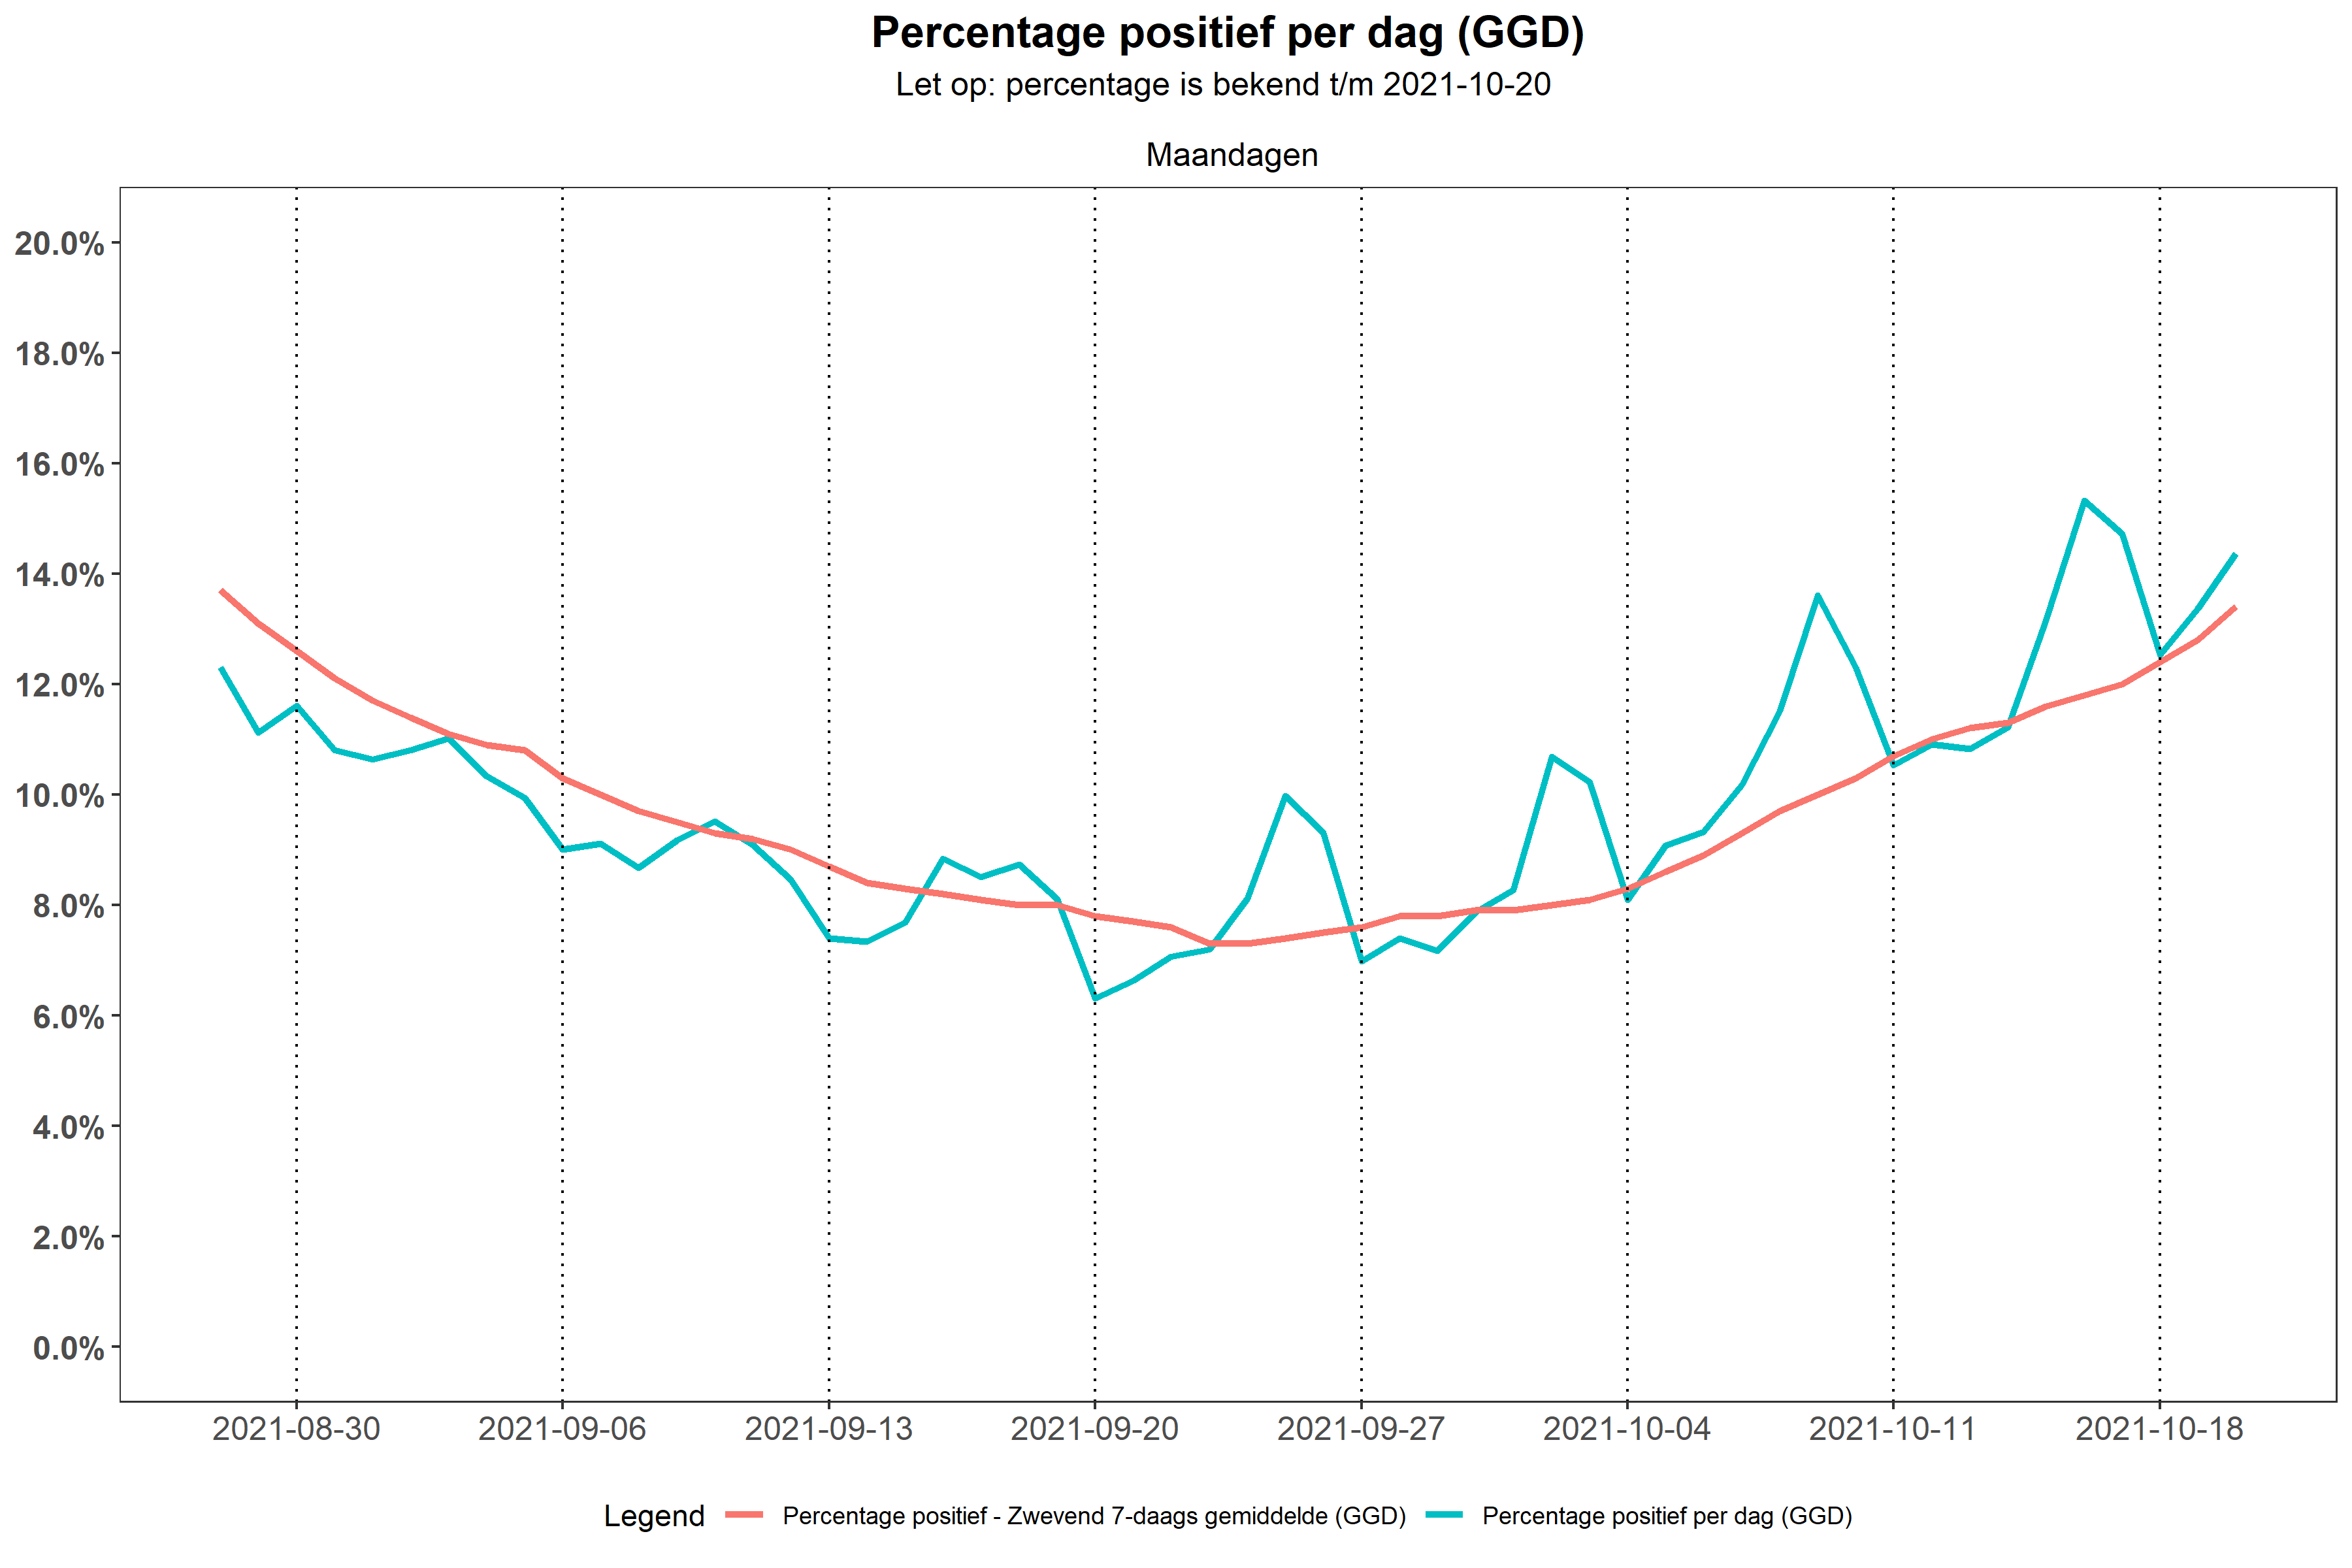 Percentage positief per dag (GGD)
Let op: percentage is bekend t/m 2021-10-20
Maandagen
20.0%
18.0%
16.0%
14.0%
12.0%
10.0%
8.0%
6.0%
4.0%
2.0%
0.0%
2021-08-30 2021-09-06 2021-09-13 2021-09-20 2021-09-27 2021-10-04 2021-10-11 2021-10-18
Legend Percentage positief - Zwevend 7-daags gemiddelde (GGD) Percentage positief per dag (GGD)